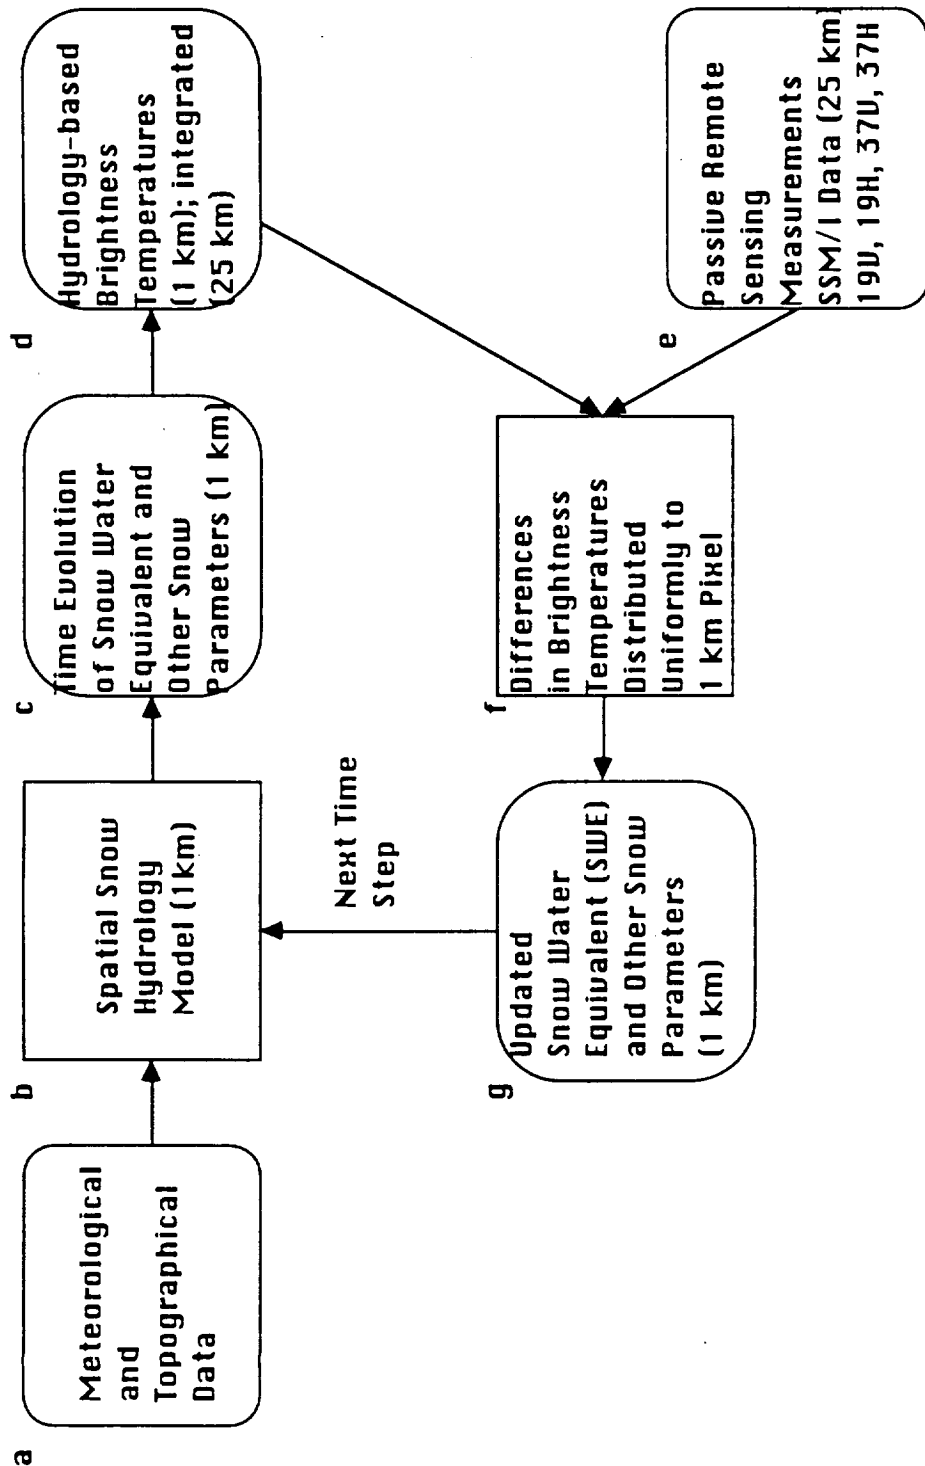 a
Meteorological
and
Topographical
Data
b
Spatial Snow
Hydrology
Model (1km)
c
Time Evolution
of Snow Water
Equivalent and
Other Snow
Parameters (1 km)
d
Hydrology-based
Brightness
Temperatures
(1 km); integrated
(25 km)
e
Passive Remote
Sensing
Measurements
SSM/I Data (25 km)
19V, 19H, 37V, 37H
f
Differences
in Brightness
Temperatures
Distributed
Uniformly to
1 km Pixel
g
Updated
Snow Water
Equivalent (SWE)
and Other Snow
Parameters
(1 km)
Next Time
Step